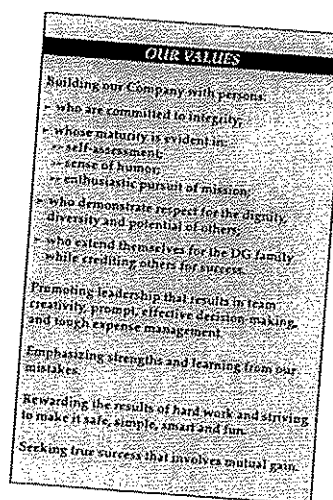 OUR VALUES
Building our Company with persons:
- who are committed to integrity;
- whose maturity is evident in:
-- self-assessment;
-- sense of humor;
-- enthusiastic pursuit of mission;
- who demonstrate respect for the dignity,
diversity and potential of others;
- who extend themselves for the DG family
while crediting others for success.
Promoting leadership that results in team
creativity, prompt, effective decision-making,
and tough expense management.
Emphasizing strengths and learning from our
mistakes.
Rewarding the results of hard work and striving
to make it safe, simple, smart and fun.
Seeking true success that involves mutual gain.